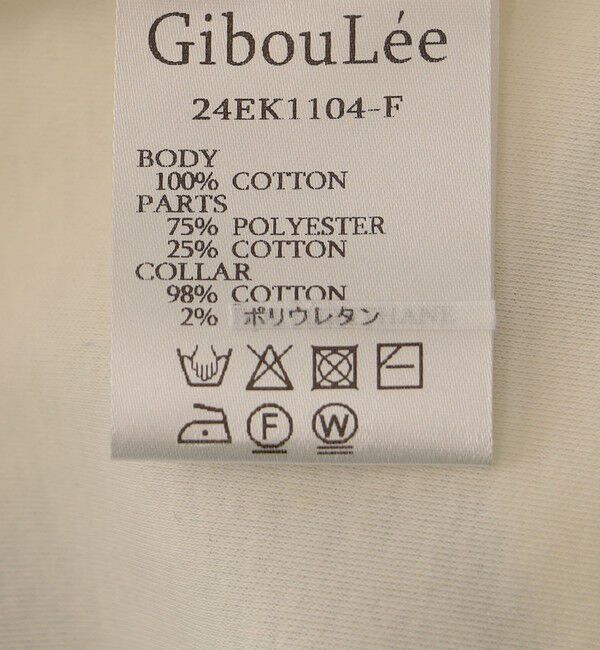 GibouLée
24EK1104-F
BODY
100% COTTON
PARTS
75% POLYESTER
25% COTTON
COLLAR
98% COTTON
2% ポリウレタン
F W